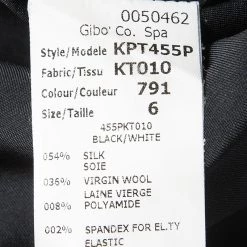 0050462
Gibo' Co. Spa
Style/Modele KPT455P
Fabric/Tissu KT010
Colour/Couleur 791
Size/Taille 6
455PKT010
BLACK/WHITE
054% SILK
SOIE
036% VIRGIN WOOL
LAINE VIERGE
008% POLYAMIDE
002% SPANDEX FOR EL.TY
ELASTIC